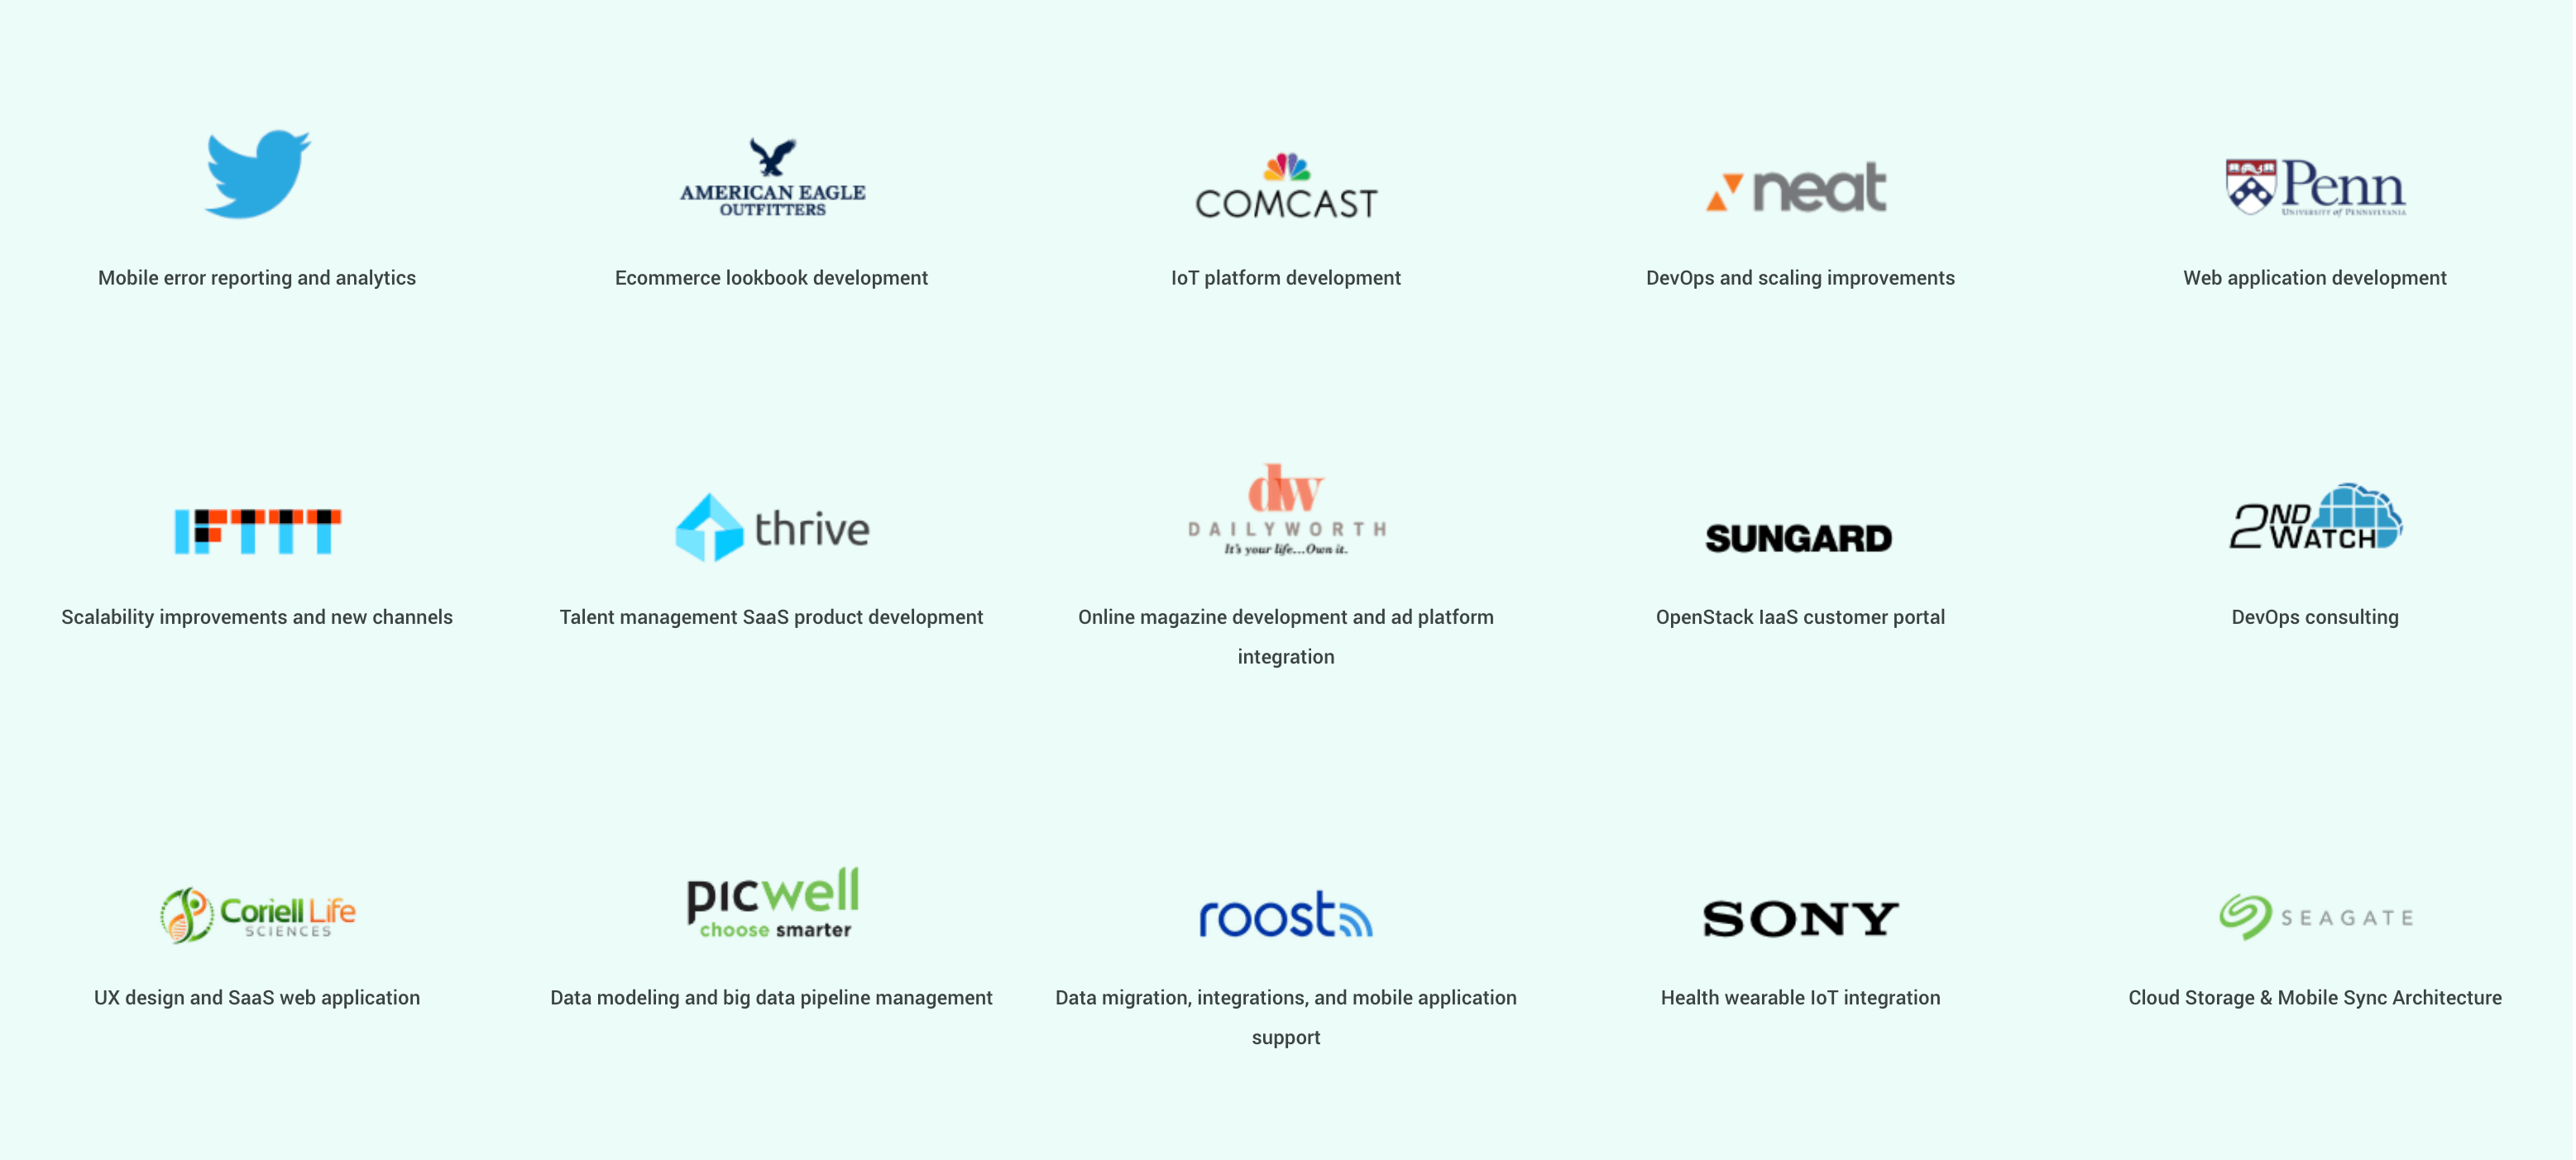 AMERICAN EAGLE
OUTFITTERS
COMCAST
neat
Penn
UNIVERSITY of PENNSYLVANIA
Mobile error reporting and analytics
Ecommerce lookbook development
IoT platform development
DevOps and scaling improvements
Web application development
IFTTT
thrive
dw
DAILYWORTH
It's your life...Own it.
SUNGARD
2ND
WATCH
Scalability improvements and new channels
Talent management SaaS product development
Online magazine development and ad platform
integration
OpenStack IaaS customer portal
DevOps consulting
Coriell Life
SCIENCES
picwell
choose smarter
roost
SONY
SEAGATE
UX design and SaaS web application
Data modeling and big data pipeline management
Data migration, integrations, and mobile application
support
Health wearable IoT integration
Cloud Storage & Mobile Sync Architecture